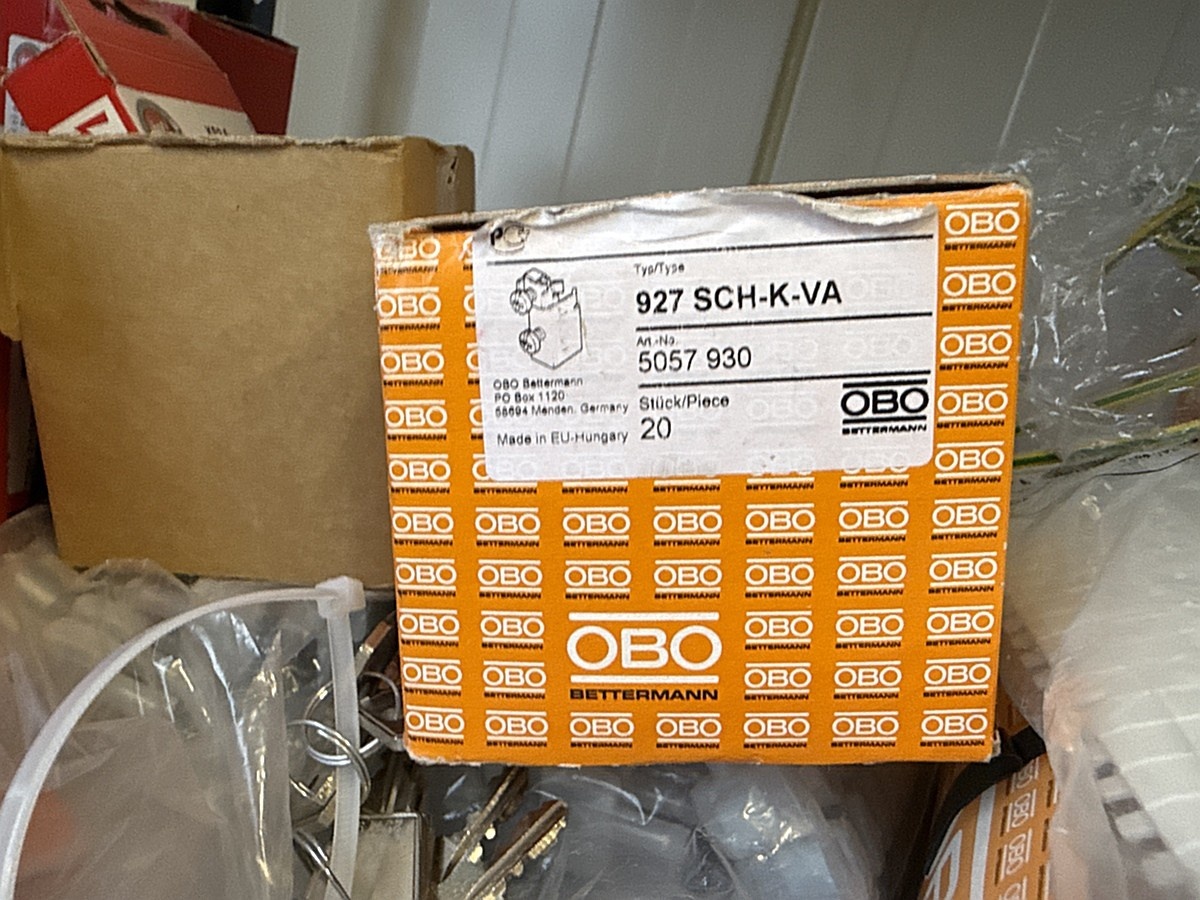 Typ/Type
927 SCH-K-VA
Art.-No.
5057 930
OBO Bettermann
PO Box 1120
58694 Menden, Germany
Made in EU-Hungary
Stück/Piece
20
OBO
BETTERMANN
OBO
BETTERMANN